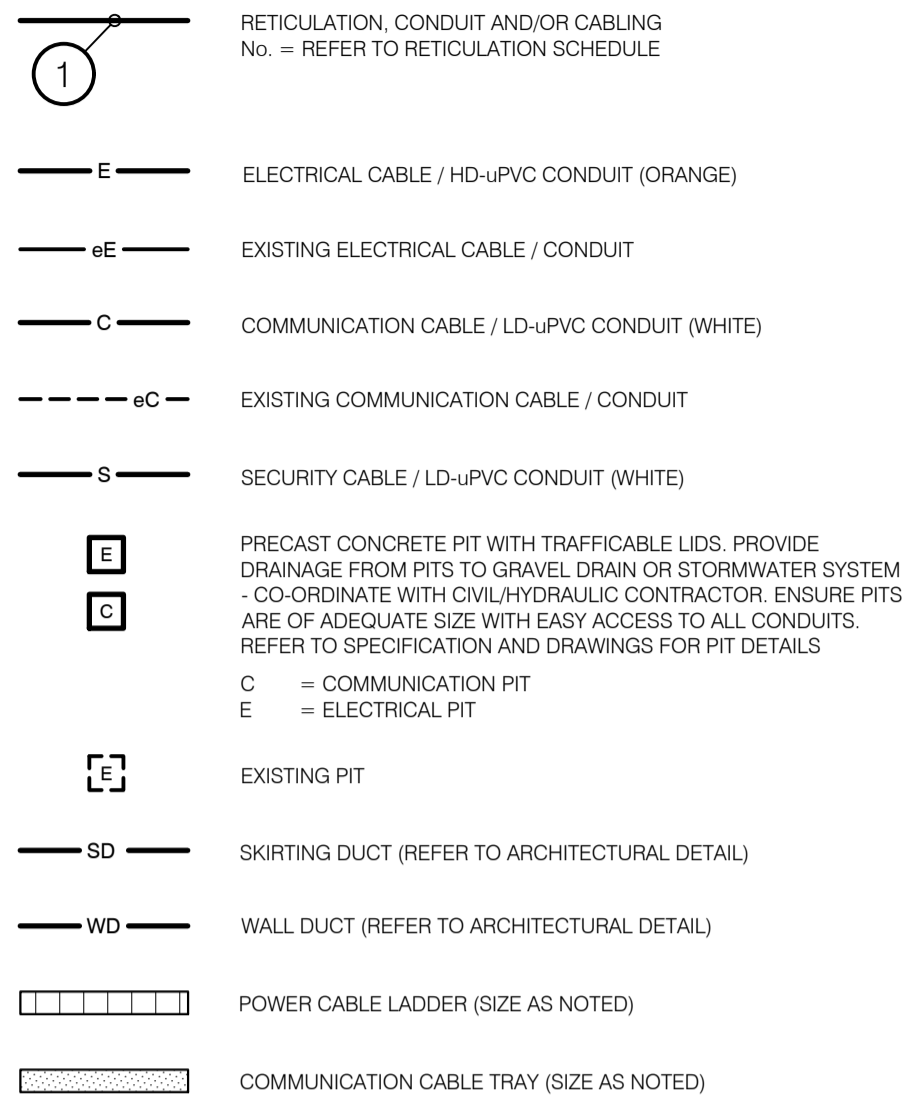 RETICULATION, CONDUIT AND/OR CABLING
No. = REFER TO RETICULATION SCHEDULE
1
E ELECTRICAL CABLE / HD-uPVC CONDUIT (ORANGE)
eE EXISTING ELECTRICAL CABLE / CONDUIT
C COMMUNICATION CABLE / LD-uPVC CONDUIT (WHITE)
eC EXISTING COMMUNICATION CABLE / CONDUIT
S SECURITY CABLE / LD-uPVC CONDUIT (WHITE)
E PRECAST CONCRETE PIT WITH TRAFFICABLE LIDS. PROVIDE
DRAINAGE FROM PITS TO GRAVEL DRAIN OR STORMWATER SYSTEM
C - CO-ORDINATE WITH CIVIL/HYDRAULIC CONTRACTOR. ENSURE PITS
ARE OF ADEQUATE SIZE WITH EASY ACCESS TO ALL CONDUITS.
REFER TO SPECIFICATION AND DRAWINGS FOR PIT DETAILS
C = COMMUNICATION PIT
E = ELECTRICAL PIT
E EXISTING PIT
SD SKIRTING DUCT (REFER TO ARCHITECTURAL DETAIL)
WD WALL DUCT (REFER TO ARCHITECTURAL DETAIL)
POWER CABLE LADDER (SIZE AS NOTED)
COMMUNICATION CABLE TRAY (SIZE AS NOTED)